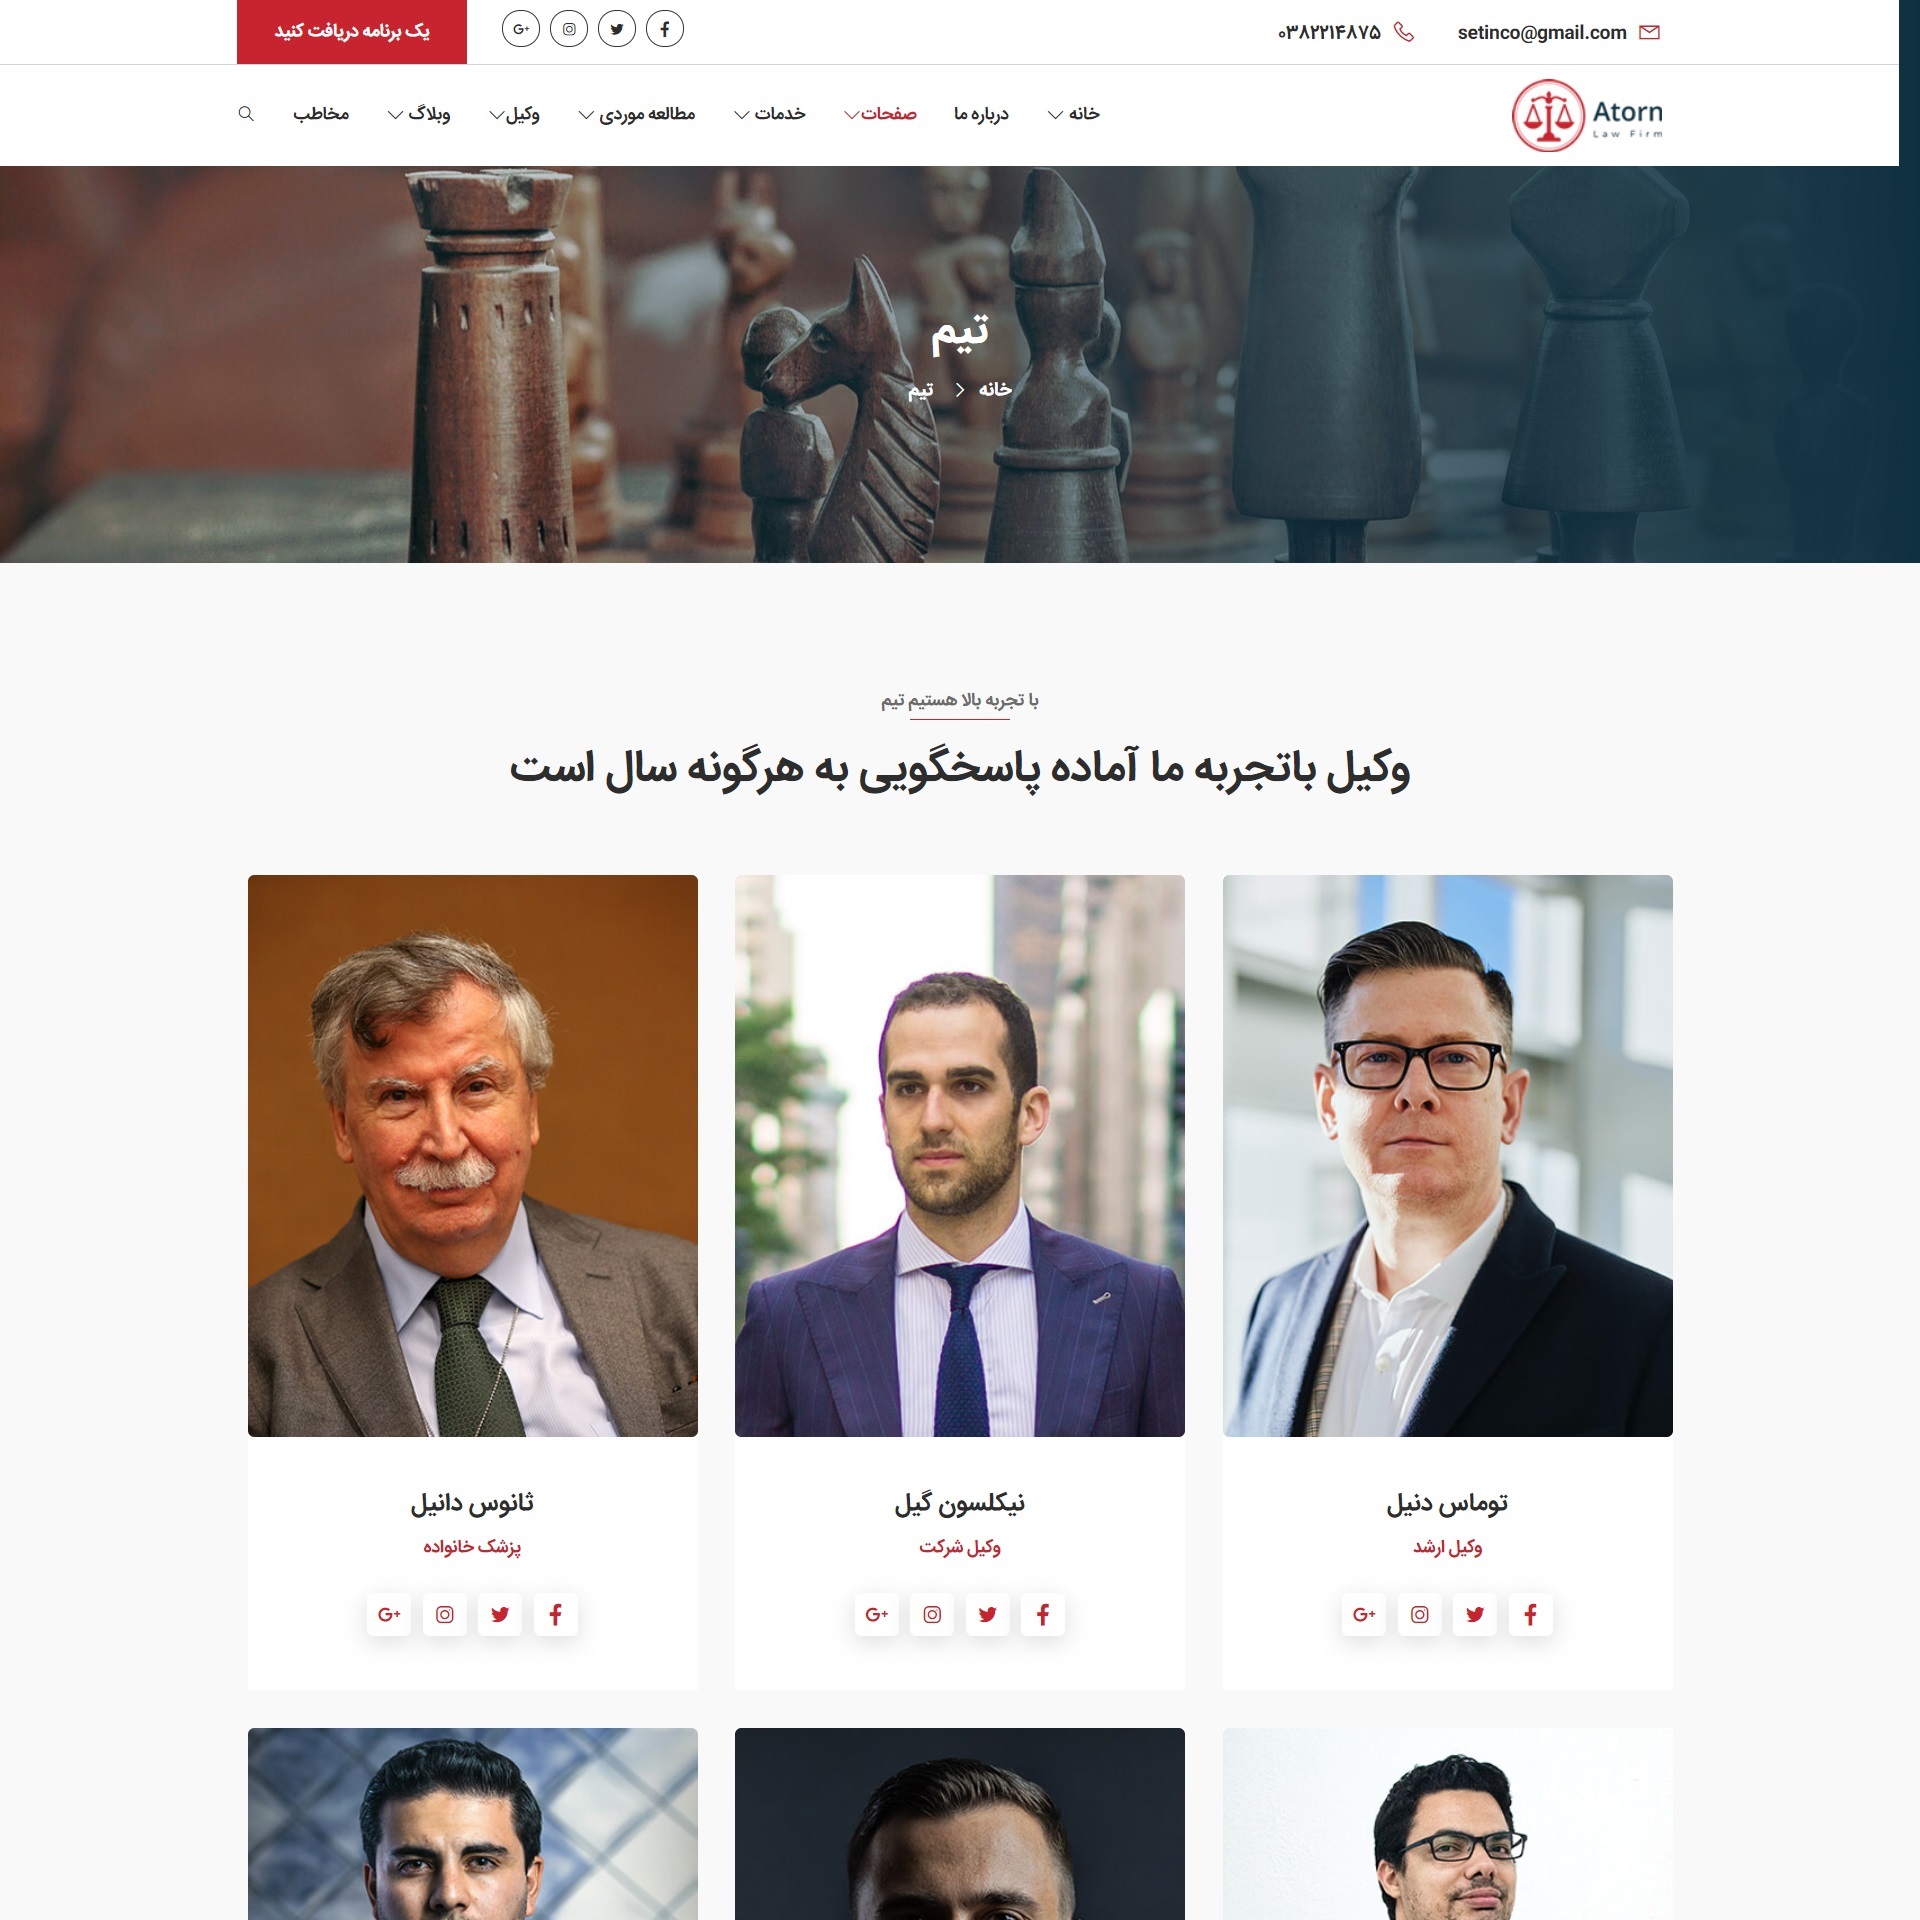 setinco@gmail.com
۰۳۸۲۲۱۴۸۷۵
یک برنامه دریافت کنید
Atorn
Law Firm
خانه
درباره ما
صفحات
خدمات
مطالعه موردی
وکیل
وبلاگ
مخاطب
تیم
خانه
تیم
با تجربه بالا هستیم تیم
وکیل باتجربه ما آماده پاسخگویی به هرگونه سال است
توماس دنیل
وکیل ارشد
نیکلسون گیل
وکیل شرکت
ثانوس دانیل
پزشک خانواده